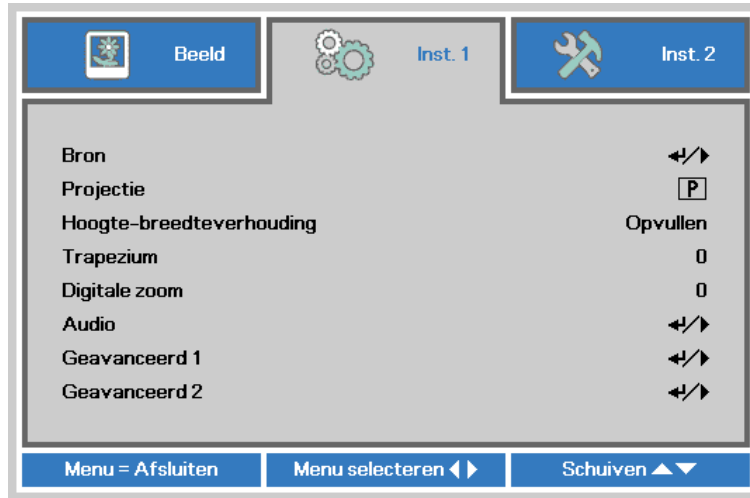 Beeld Inst. 1 Inst. 2
Bron
Projectie P
Hoogte-breedteverhouding Opvullen
Trapezium 0
Digitale zoom 0
Audio
Geavanceerd 1
Geavanceerd 2
Menu = Afsluiten Menu selecteren Schuiven